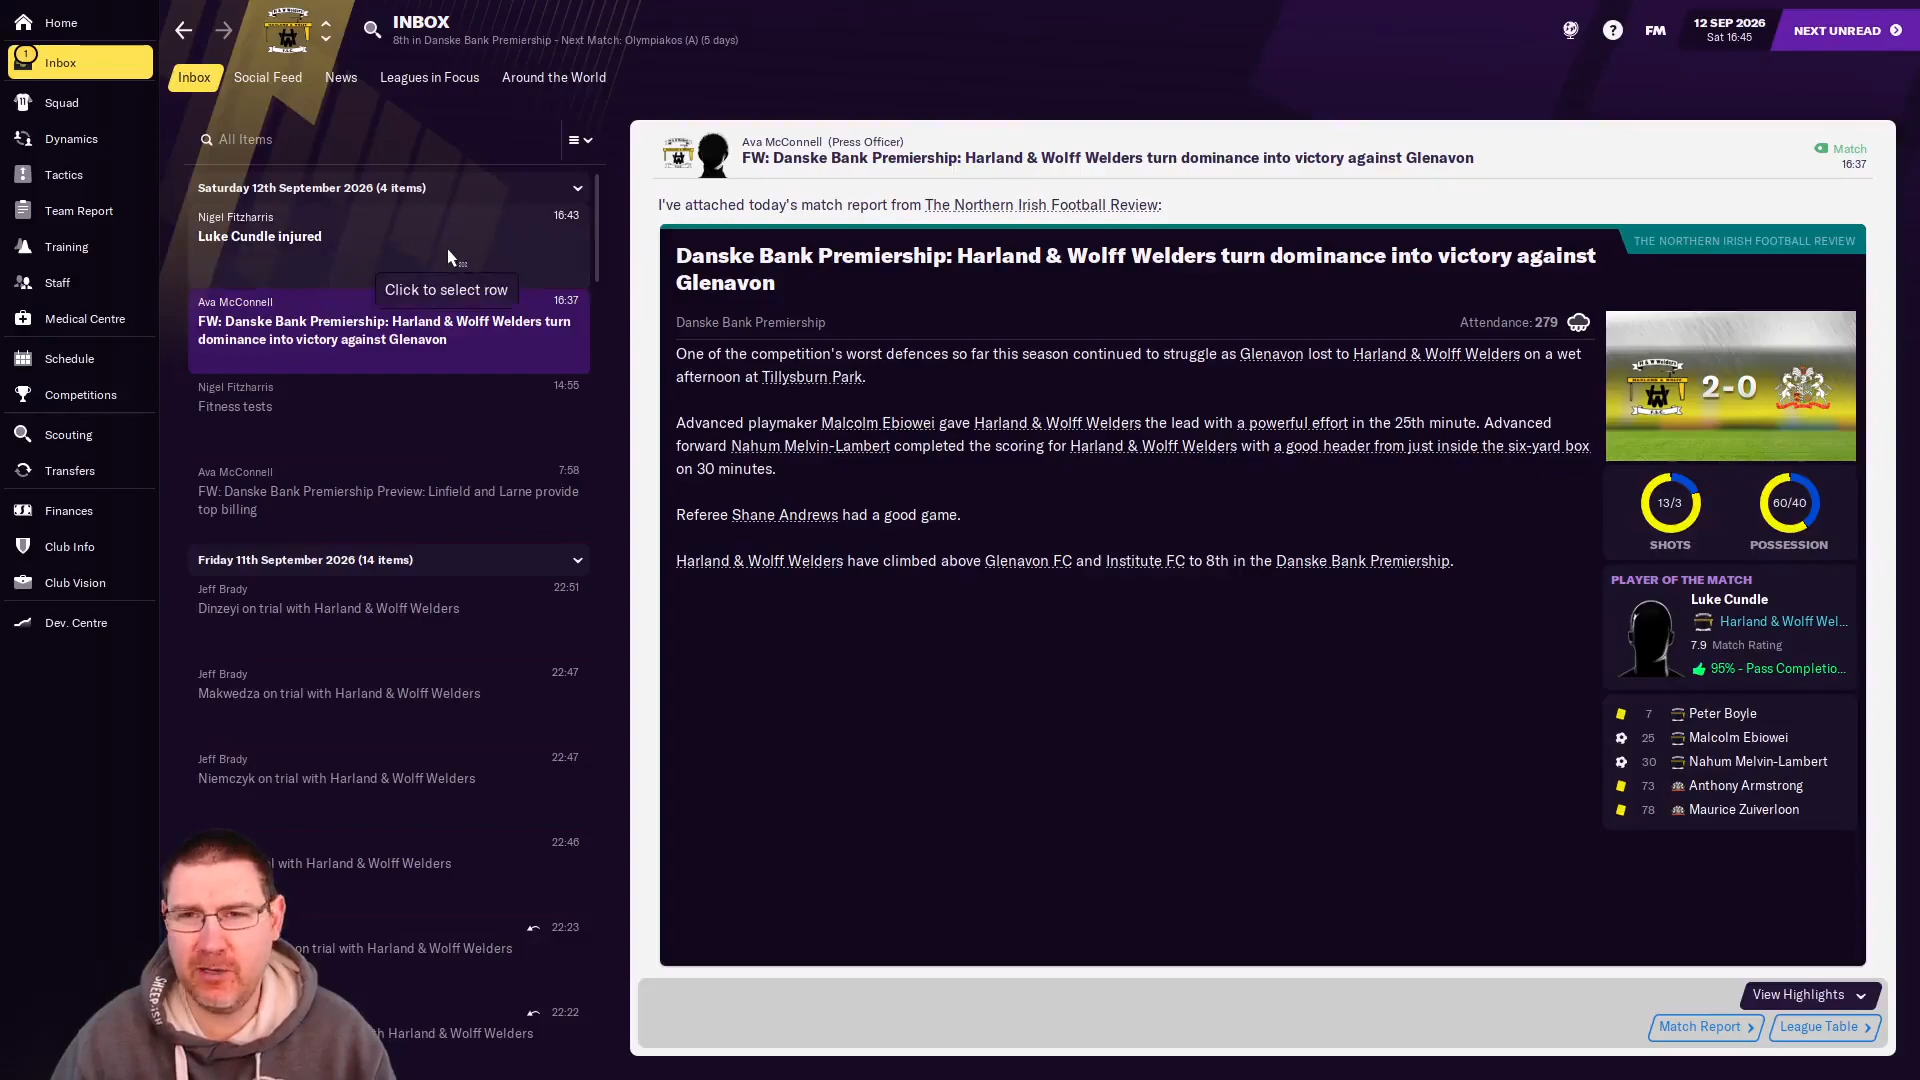 Home
1
Inbox
Squad
Dynamics
Tactics
Team Report
Training
Staff
Medical Centre
Schedule
Competitions
Scouting
Transfers
Finances
Club Info
Club Vision
Dev. Centre
INBOX
8th in Danske Bank Premiership - Next Match: Olympiakos (A) (5 days)
FM
12 SEP 2026
Sat 16:45
NEXT UNREAD
Inbox
Social Feed
News
Leagues in Focus
Around the World
All Items
Saturday 12th September 2026 (4 items)
Nigel Fitzharris 16:43
Luke Cundle injured
Click to select row
Ava McConnell 16:37
FW: Danske Bank Premiership: Harland & Wolff Welders turn
dominance into victory against Glenavon
Nigel Fitzharris 14:55
Fitness tests
Ava McConnell 7:58
FW: Danske Bank Premiership Preview: Linfield and Larne provide
top billing
Friday 11th September 2026 (14 items)
Jeff Brady 22:51
Dinzeyi on trial with Harland & Wolff Welders
Jeff Brady 22:47
Makwedza on trial with Harland & Wolff Welders
Jeff Brady 22:47
Niemczyk on trial with Harland & Wolff Welders
22:46
l with Harland & Wolff Welders
22:23
on trial with Harland & Wolff Welders
22:22
h Harland & Wolff Welders
SHEEPISH
Ava McConnell (Press Officer)
FW: Danske Bank Premiership: Harland & Wolff Welders turn dominance into victory against Glenavon
Match
16:37
I've attached today's match report from The Northern Irish Football Review:
THE NORTHERN IRISH FOOTBALL REVIEW
Danske Bank Premiership: Harland & Wolff Welders turn dominance into victory against
Glenavon
Danske Bank Premiership
Attendance: 279
One of the competition's worst defences so far this season continued to struggle as Glenavon lost to Harland & Wolff Welders on a wet
afternoon at Tillysburn Park.
Advanced playmaker Malcolm Ebiowei gave Harland & Wolff Welders the lead with a powerful effort in the 25th minute. Advanced
forward Nahum Melvin-Lambert completed the scoring for Harland & Wolff Welders with a good header from just inside the six-yard box
on 30 minutes.
Referee Shane Andrews had a good game.
Harland & Wolff Welders have climbed above Glenavon FC and Institute FC to 8th in the Danske Bank Premiership.
2-0
13/3
60/40
SHOTS
POSSESSION
PLAYER OF THE MATCH
Luke Cundle
Harland & Wolff Wel...
7.9 Match Rating
95% - Pass Completio...
7 Peter Boyle
25 Malcolm Ebiowei
30 Nahum Melvin-Lambert
73 Anthony Armstrong
78 Maurice Zuiverloon
View Highlights
Match Report
League Table